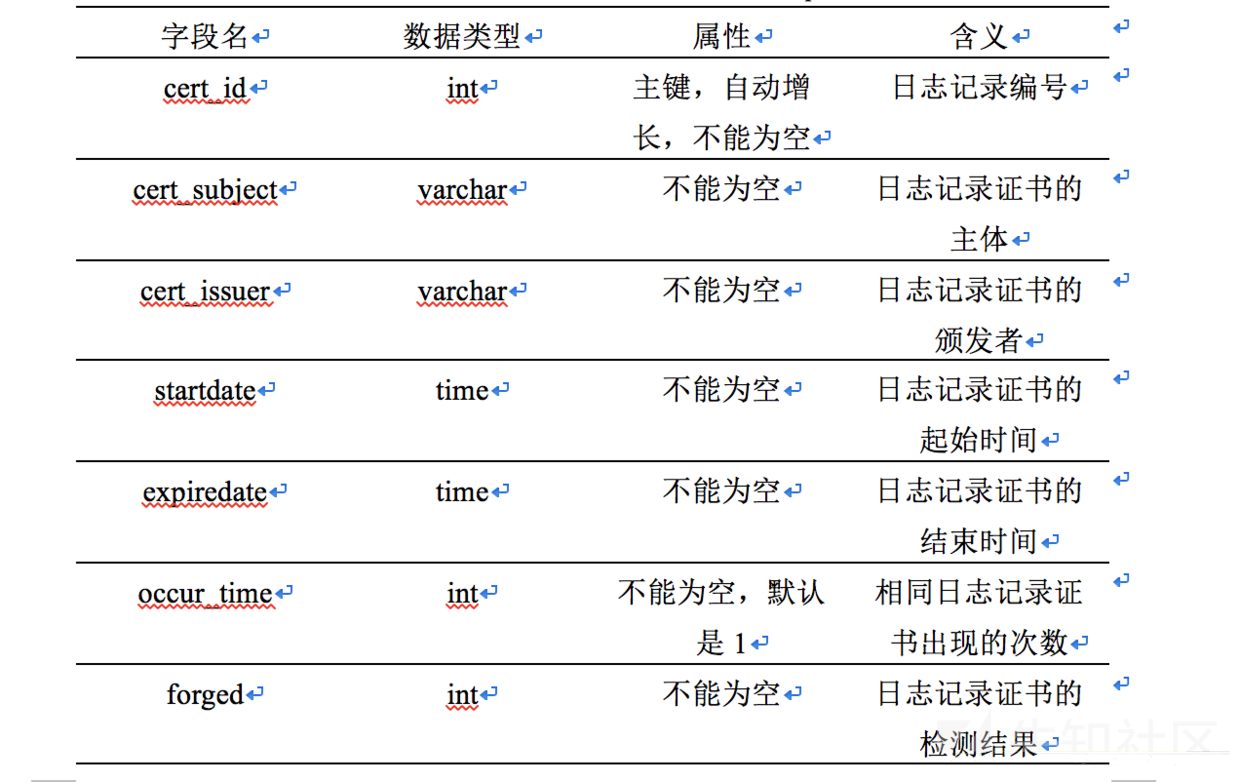 字段名 数据类型 属性 含义
cert_id int 主键，自动增 日志记录编号
长，不能为空
cert_subject varchar 不能为空 日志记录证书的
主体
cert_issuer varchar 不能为空 日志记录证书的
颁发者
startdate time 不能为空 日志记录证书的
起始时间
expiredate time 不能为空 日志记录证书的
结束时间
occur_time int 不能为空，默认 相同日志记录证
是 1 书出现的次数
forged int 不能为空 日志记录证书的
检测结果
先知社区